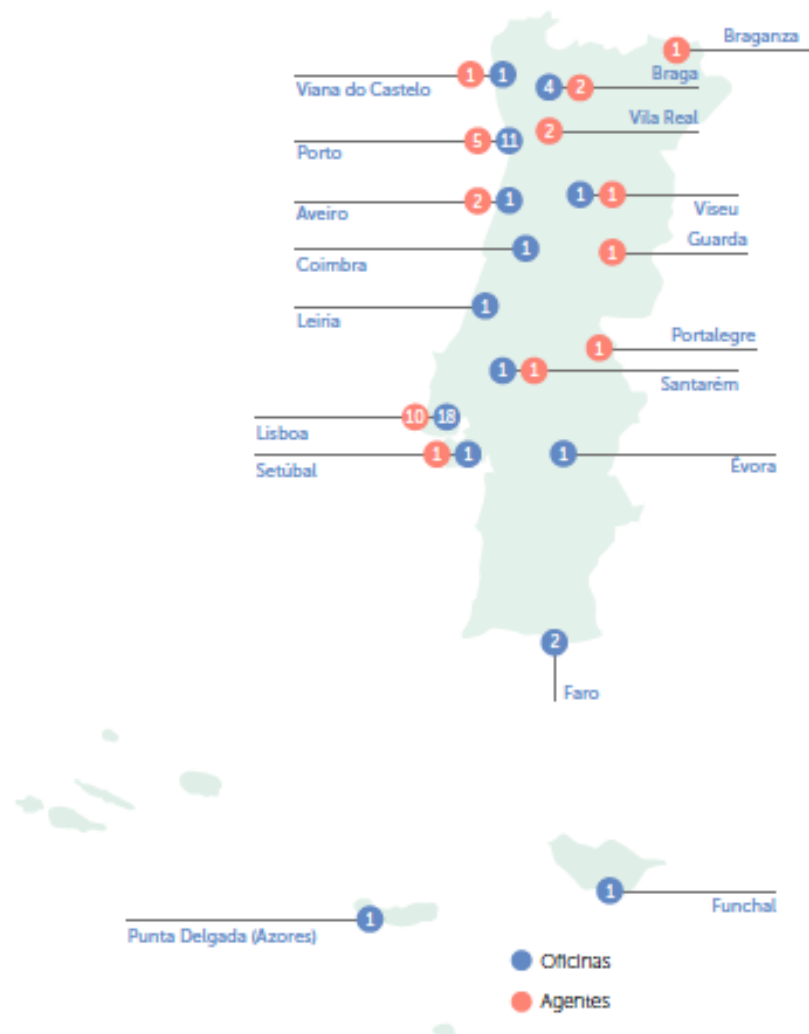 Braganza
1
1 1
Viana do Castelo
Braga
4 2
Vila Real
2
5 11
Porto
2 1
Aveiro
1 1
Viseu
Guarda
1
1
Coimbra
1
Leiria
Portalegre
1
1 1
Santarém
10 18
Lisboa
1 1
Setúbal
1
Évora
2
Faro
1
Funchal
1
Punta Delgada (Azores)
Oficinas
Agentes